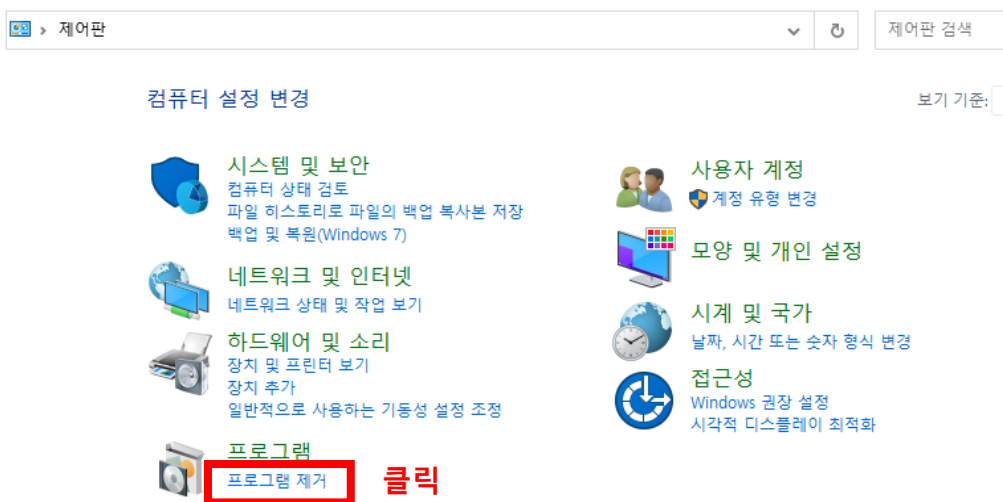 제어판
제어판 검색
컴퓨터 설정 변경
보기 기준:
시스템 및 보안
컴퓨터 상태 검토
파일 히스토리로 파일의 백업 복사본 저장
백업 및 복원(Windows 7)
네트워크 및 인터넷
네트워크 상태 및 작업 보기
하드웨어 및 소리
장치 및 프린터 보기
장치 추가
일반적으로 사용하는 기동성 설정 조정
프로그램
프로그램 제거
클릭
사용자 계정
계정 유형 변경
모양 및 개인 설정
시계 및 국가
날짜, 시간 또는 숫자 형식 변경
접근성
Windows 권장 설정
시각적 디스플레이 최적화